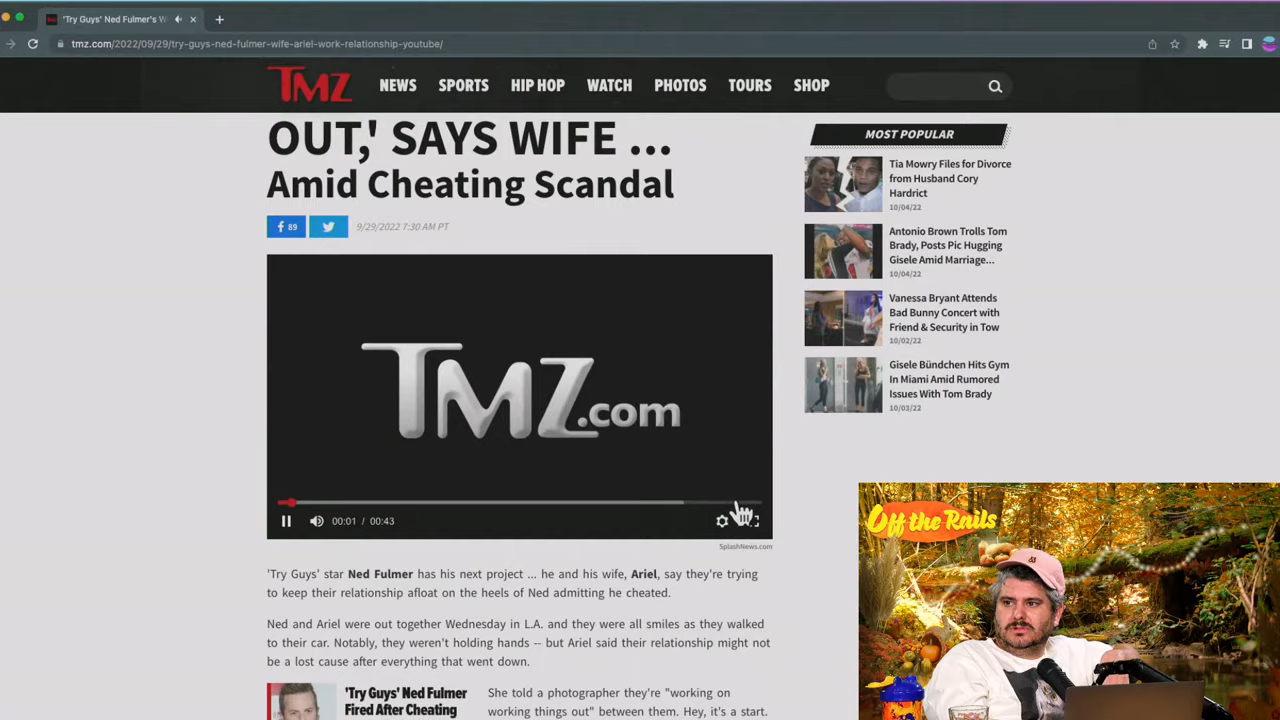 'Try Guys' Ned Fulmer's W
tmz.com/2022/09/29/try-guys-ned-fulmer-wife-ariel-work-relationship-youtube/
TMZ NEWS SPORTS HIP HOP WATCH PHOTOS TOURS SHOP
OUT,' SAYS WIFE ...
Amid Cheating Scandal
89 9/29/2022 7:30 AM PT
TMZ.com
00:01 / 00:43
SplashNews.com
'Try Guys' star Ned Fulmer has his next project ... he and his wife, Ariel, say they're trying
to keep their relationship afloat on the heels of Ned admitting he cheated.
Ned and Ariel were out together Wednesday in L.A. and they were all smiles as they walked
to their car. Notably, they weren't holding hands -- but Ariel said their relationship might not
be a lost cause after everything that went down.
'Try Guys' Ned Fulmer
Fired After Cheating
She told a photographer they're "working on
working things out" between them. Hey, it's a start.
MOST POPULAR
Tia Mowry Files for Divorce
from Husband Cory
Hardrict
10/04/22
Antonio Brown Trolls Tom
Brady, Posts Pic Hugging
Gisele Amid Marriage...
10/04/22
Vanessa Bryant Attends
Bad Bunny Concert with
Friend & Security in Tow
10/02/22
Gisele Bündchen Hits Gym
In Miami Amid Rumored
Issues With Tom Brady
10/03/22
Off the Rails